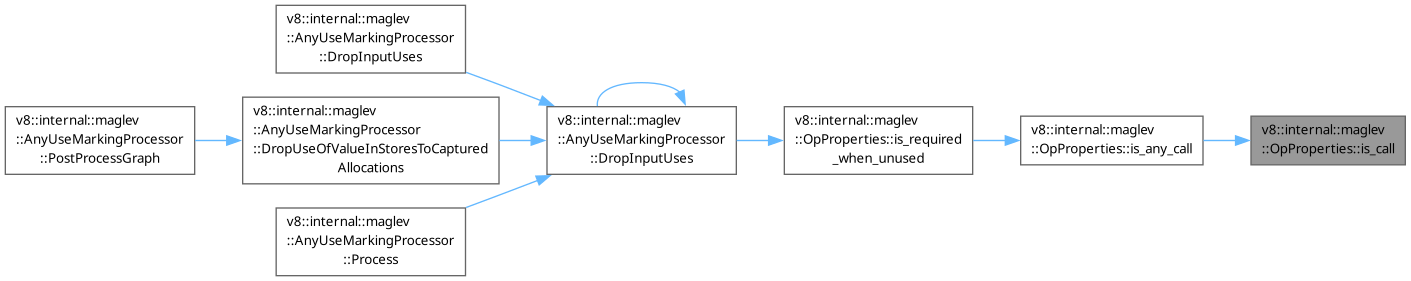 v8::internal::maglev
::AnyUseMarkingProcessor
::DropInputUses
v8::internal::maglev
::AnyUseMarkingProcessor
::PostProcessGraph
v8::internal::maglev
::AnyUseMarkingProcessor
::DropUseOfValueInStoresToCaptured
Allocations
v8::internal::maglev
::AnyUseMarkingProcessor
::Process
v8::internal::maglev
::AnyUseMarkingProcessor
::DropInputUses
v8::internal::maglev
::OpProperties::is_required
_when_unused
v8::internal::maglev
::OpProperties::is_any_call
v8::internal::maglev
::OpProperties::is_call